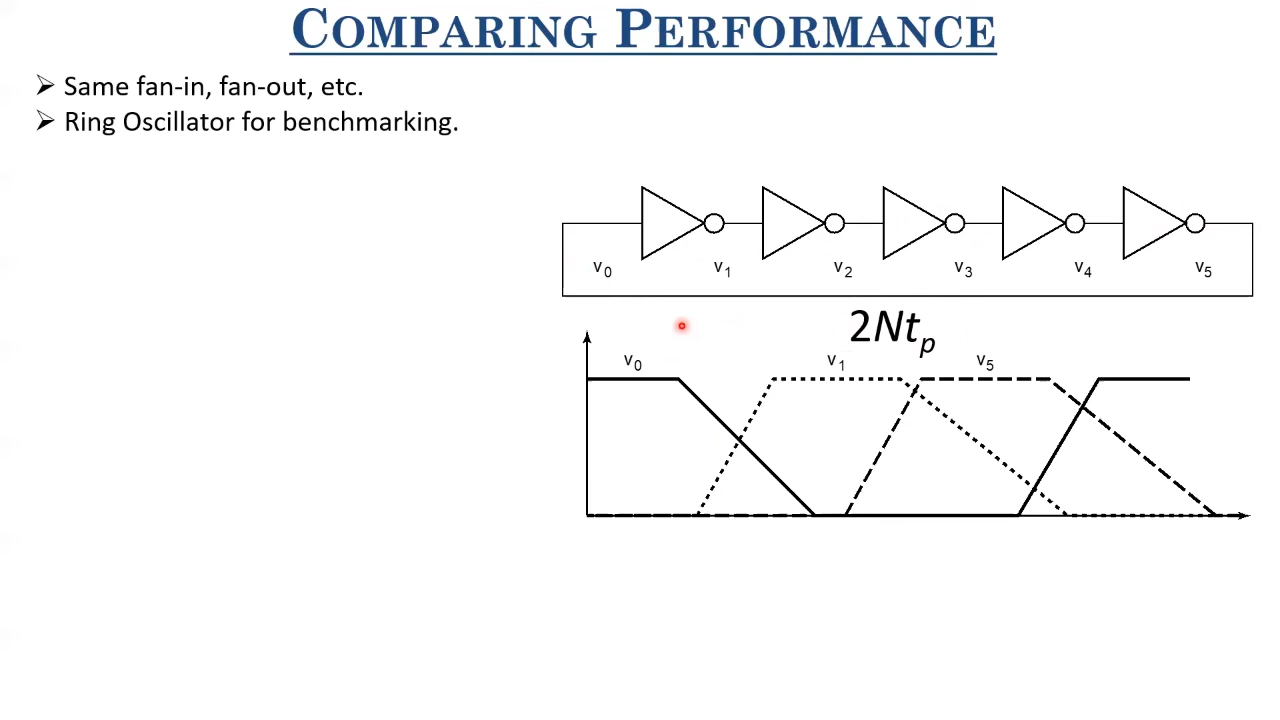 COMPARING PERFORMANCE
➢ Same fan-in, fan-out, etc.
➢ Ring Oscillator for benchmarking.
v0 v1 v2 v3 v4 v5
2Ntp
v0 v1 v5